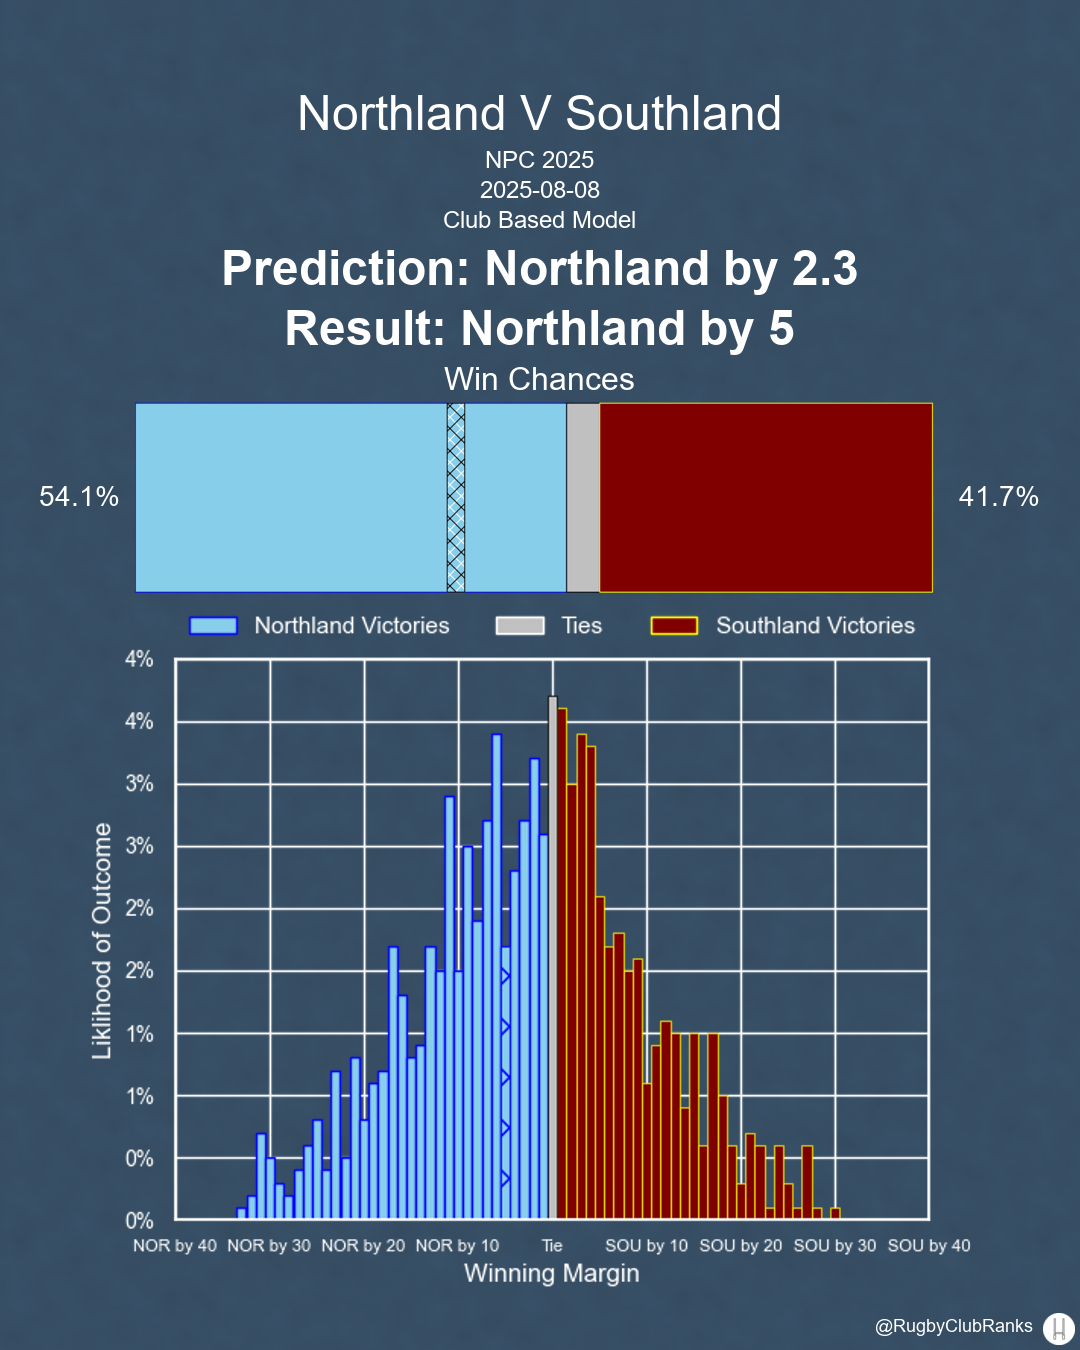 Northland V Southland
NPC 2025
2025-08-08
Club Based Model
Prediction: Northland by 2.3
Result: Northland by 5
Win Chances
54.1%
41.7%
Northland Victories
Ties
Southland Victories
4%
4%
3%
3%
2%
2%
1%
1%
0%
0%
Liklihood of Outcome
NOR by 40 NOR by 30 NOR by 20 NOR by 10 Tie SOU by 10 SOU by 20 SOU by 30 SOU by 40
Winning Margin
@RugbyClubRanks